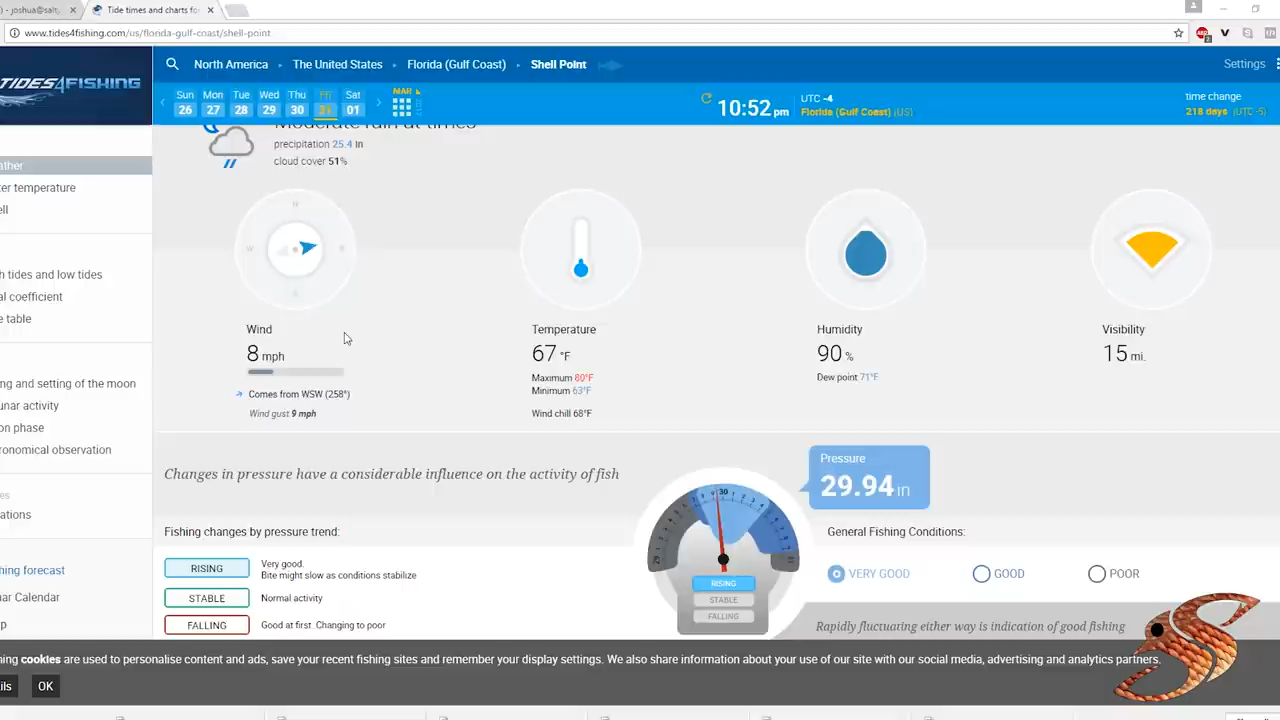 ) - joshua@salty
Tide times and charts for
www.tides4fishing.com/us/florida-gulf-coast/shell-point
TIDES4FISHING
North America
The United States
Florida (Gulf Coast)
Shell Point
Settings
Sun Mon Tue Wed Thu Fri Sat
26 27 28 29 30 31 01
MAR
10:52 pm
UTC -4
Florida (Gulf Coast) (US)
time change
218 days (UTC -5)
Moderate rain at times
precipitation 25.4 in
cloud cover 51%
ather
ter temperature
ell
h tides and low tides
al coefficient
e table
ng and setting of the moon
unar activity
on phase
ronomical observation
es
ations
hing forecast
nar Calendar
p
N
W
E
S
Wind
8 mph
Comes from WSW (258°)
Wind gust 9 mph
Temperature
67 °F
Maximum 80°F
Minimum 63°F
Wind chill 68°F
Humidity
90 %
Dew point 71°F
Visibility
15 mi.
Changes in pressure have a considerable influence on the activity of fish
Fishing changes by pressure trend:
RISING
Very good.
Bite might slow as conditions stabilize
STABLE
Normal activity
FALLING
Good at first. Changing to poor
29
30
RISING
STABLE
FALLING
Pressure
29.94 in
General Fishing Conditions:
VERY GOOD
GOOD
POOR
Rapidly fluctuating either way is indication of good fishing
hing cookies are used to personalise content and ads, save your recent fishing sites and remember your display settings. We also share information about your use of our site with our social media, advertising and analytics partners.
ils
OK